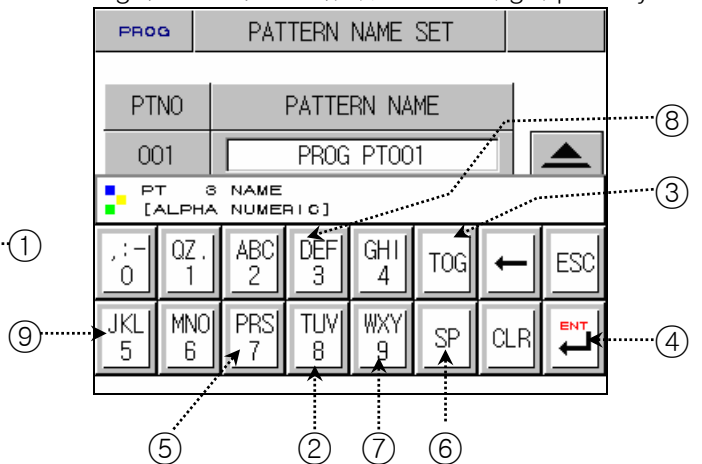 PROG PATTERN NAME SET
PTNO PATTERN NAME
⑧
001 PROG PT001
PT 3 NAME
③
[ALPHA NUMERIC]
①
,:- QZ. ABC DEF GHI TOG ← ESC
0 1 2 3 4
JKL MNO PRS TUV WXY SP CLR ENT
⑨ 5 6 7 8 9 ④
⑤ ② ⑦ ⑥